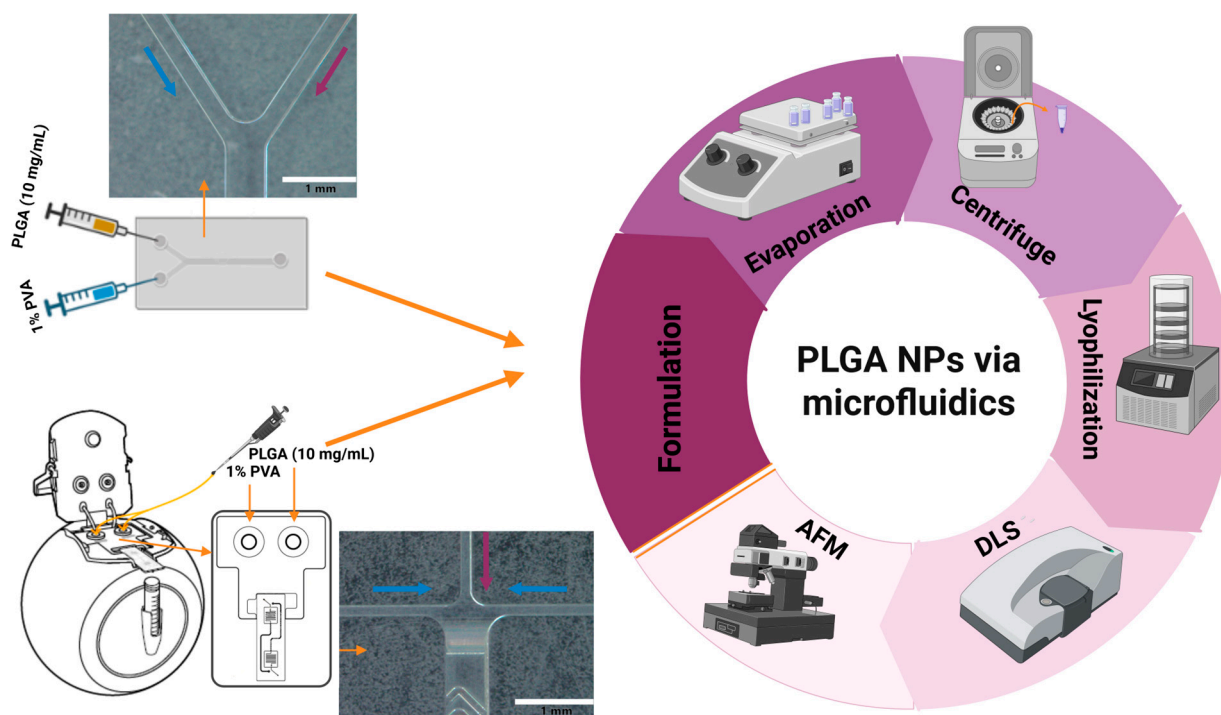 1 mm
PLGA (10 mg/mL)
1% PVA
PLGA (10 mg/mL)
1% PVA
1 mm
Formulation
Evaporation
Centrifuge
Lyophilization
DLS
AFM
PLGA NPs via
microfluidics